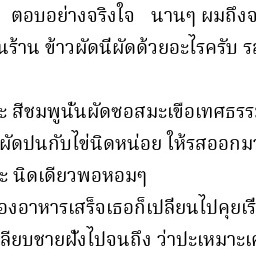 ตอบอย่างจริงใจ นานๆ ผมถึงจ
นร้าน ข้าวผัดนี่ผัดด้วยอะไรครับ รส
ะ สีชมพูนั่นผัดซอสมะเขือเทศธรร
ผัดปนกับไข่นิดหน่อย ให้รสออกม
ะ นิดเดียวพอหอมๆ
องอาหารเสร็จเธอก็เปลี่ยนไปคุยเรื
ลียบชายฝั่งไปจนถึง ว่าปะเหมาะเค